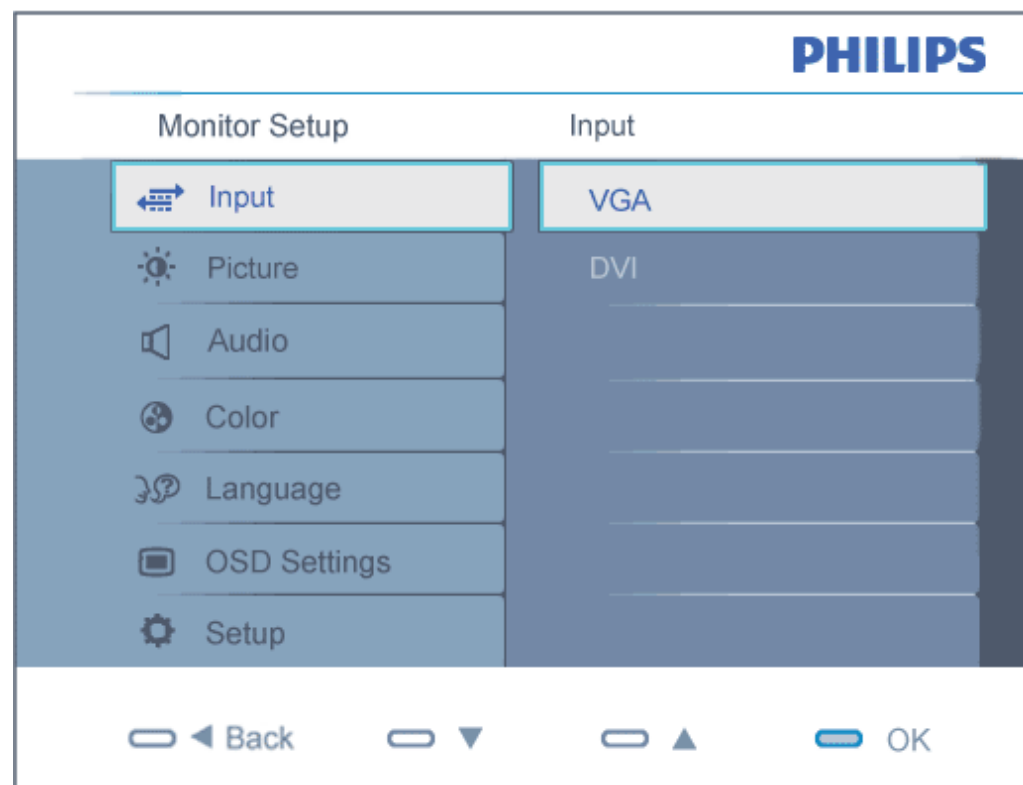 PHILIPS
Monitor Setup
Input
Input
VGA
Picture
DVI
Audio
Color
Language
OSD Settings
Setup
Back
OK